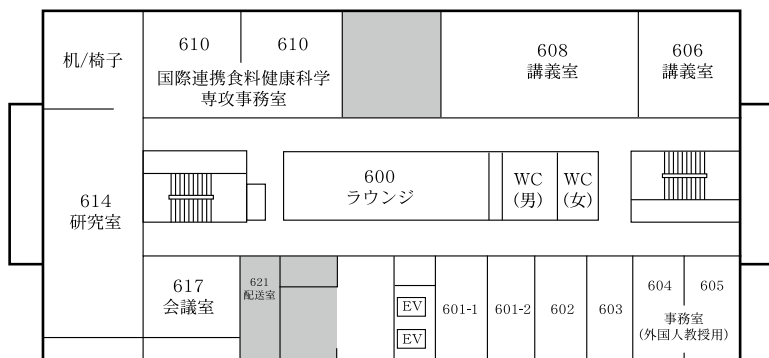 机/椅子
610
610
国際連携食料健康科学
専攻事務室
608
講義室
606
講義室
614
研究室
600
ラウンジ
WC
(男)
WC
(女)
617
会議室
621
配送室
EV
EV
601-1
601-2
602
603
604
605
事務室
(外国人教授用)